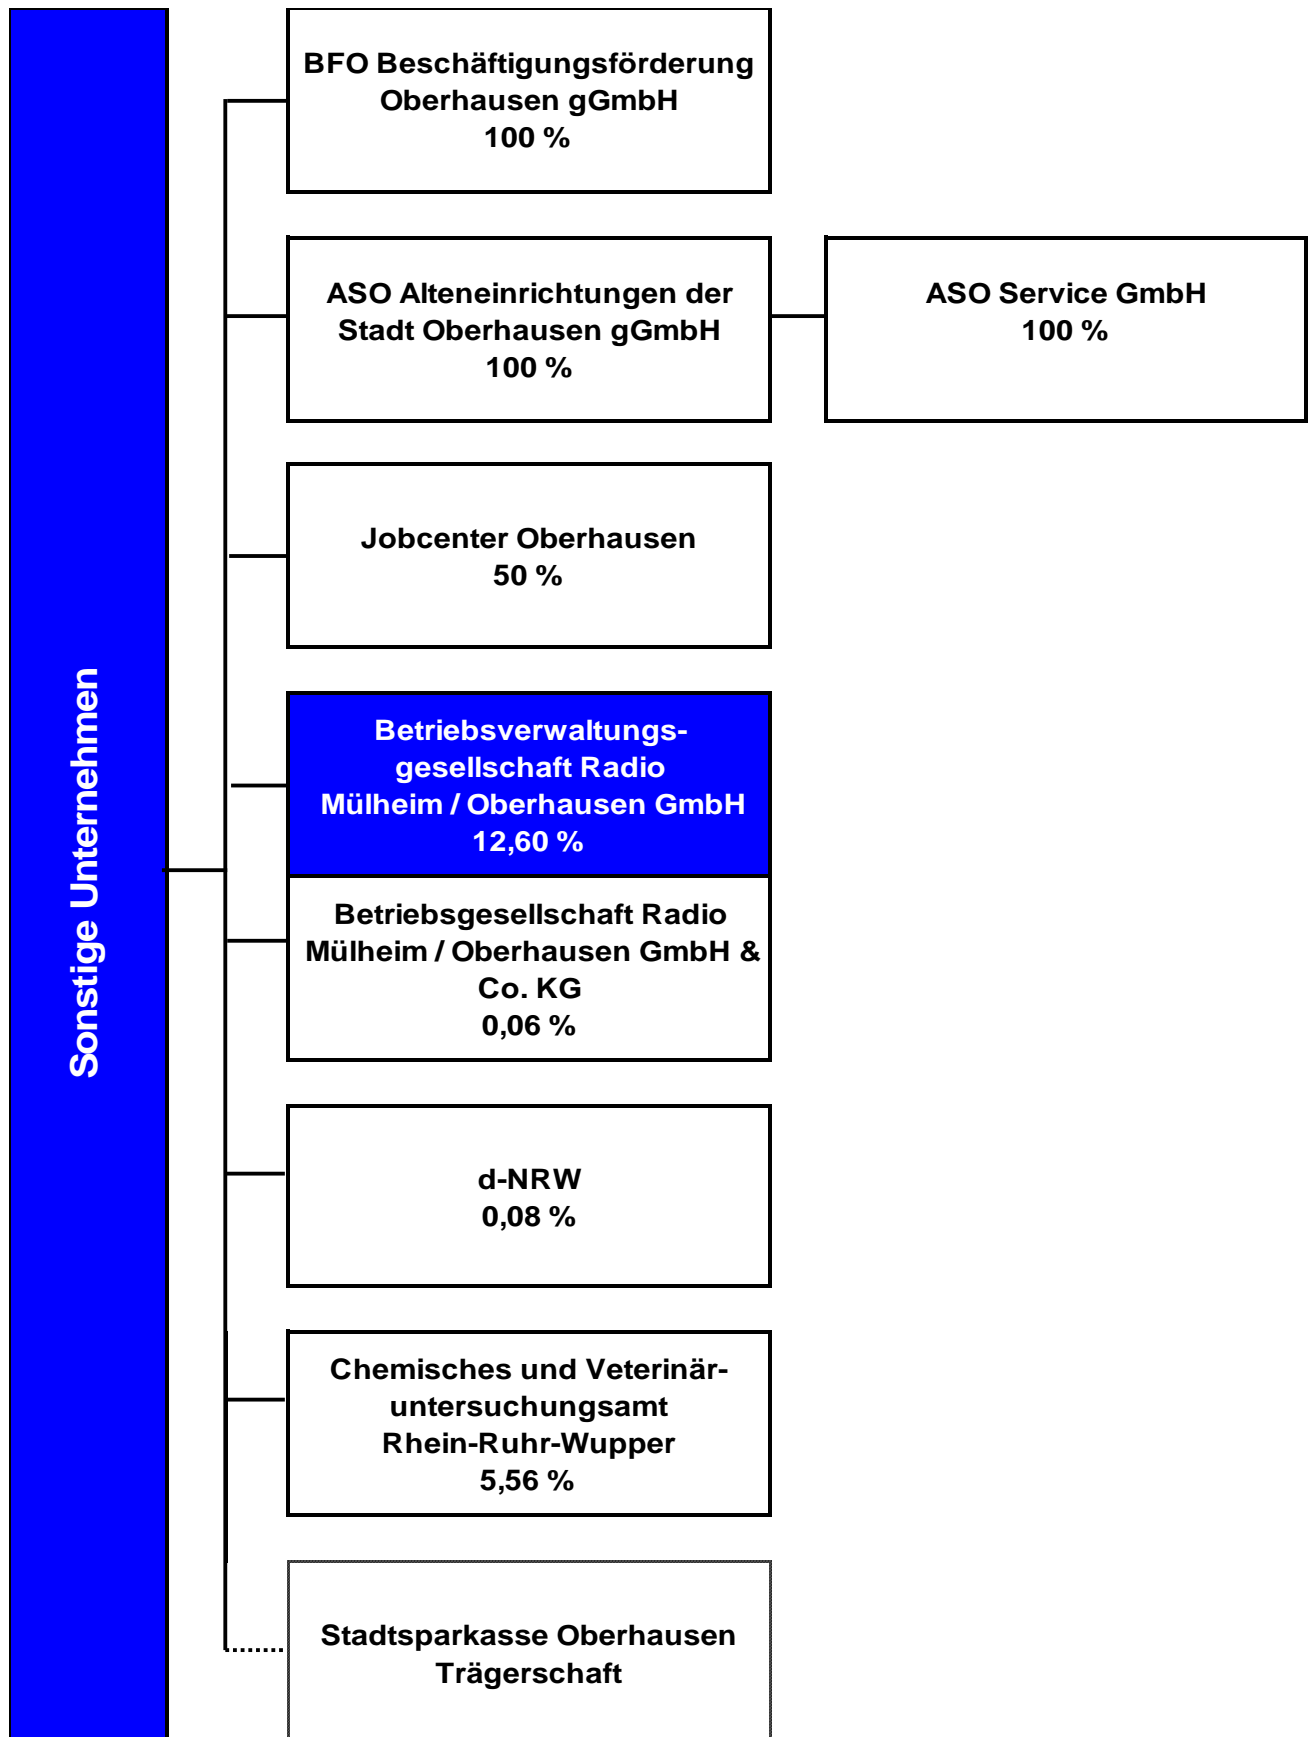 Sonstige Unternehmen
BFO Beschäftigungsförderung
Oberhausen gGmbH
100 %
ASO Alteneinrichtungen der
Stadt Oberhausen gGmbH
100 %
ASO Service GmbH
100 %
Jobcenter Oberhausen
50 %
Betriebsverwaltungs-
gesellschaft Radio
Mülheim / Oberhausen GmbH
12,60 %
Betriebsgesellschaft Radio
Mülheim / Oberhausen GmbH &
Co. KG
0,06 %
d-NRW
0,08 %
Chemisches und Veterinär-
untersuchungsamt
Rhein-Ruhr-Wupper
5,56 %
Stadtsparkasse Oberhausen
Trägerschaft